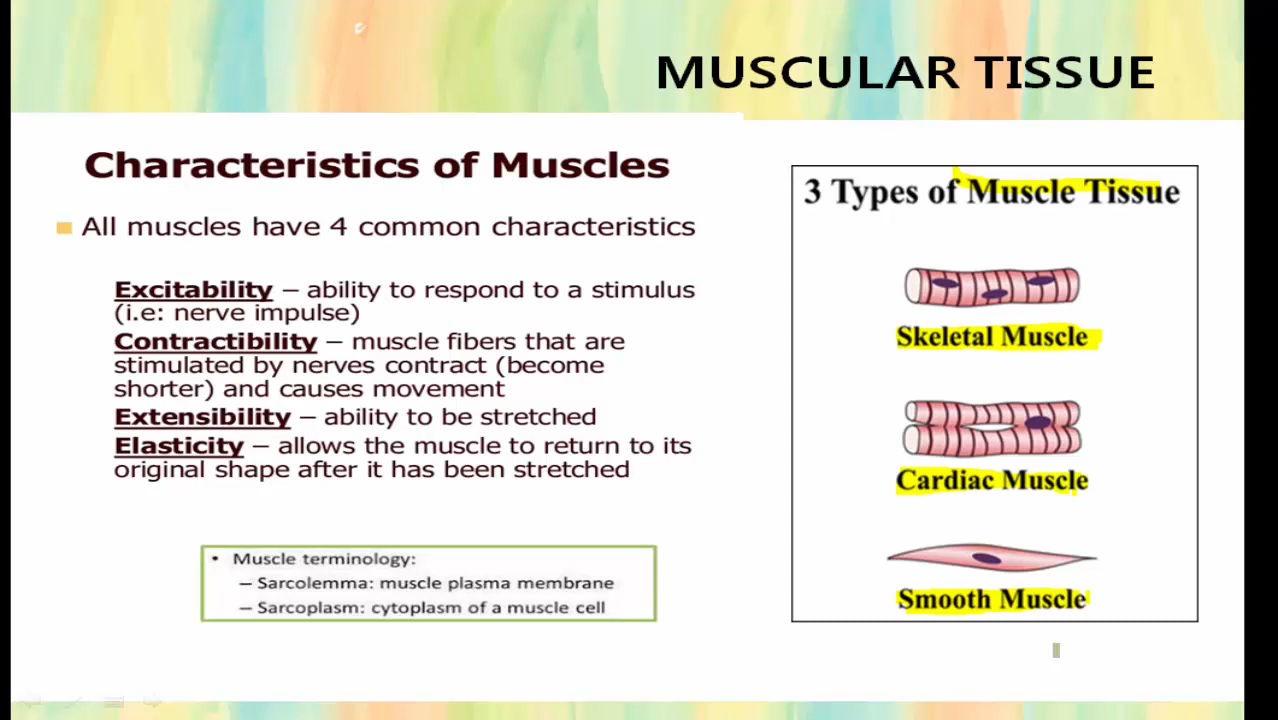 MUSCULAR TISSUE
Characteristics of Muscles
All muscles have 4 common characteristics
Excitability – ability to respond to a stimulus
(i.e: nerve impulse)
Contractibility – muscle fibers that are
stimulated by nerves contract (become
shorter) and causes movement
Extensibility – ability to be stretched
Elasticity – allows the muscle to return to its
original shape after it has been stretched
• Muscle terminology:
– Sarcolemma: muscle plasma membrane
– Sarcoplasm: cytoplasm of a muscle cell
3 Types of Muscle Tissue
Skeletal Muscle
Cardiac Muscle
Smooth Muscle